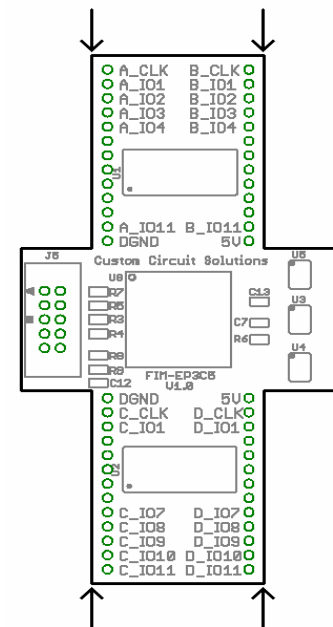 A_CLK B_CLK
A_IO1 B_IO1
A_IO2 B_IO2
A_IO3 B_IO3
A_IO4 B_IO4
U1
A_IO11 B_IO11
DGND 5V
J5 Custom Circuit Solutions U5
U9
R7
R5 C13 U3
R3 C7
R4 R6
R8 U4
R9 FIM-EP3C5
C12 V1.0
DGND 5V
C_CLK D_CLK
C_IO1 D_IO1
U2
C_IO7 D_IO7
C_IO8 D_IO8
C_IO9 D_IO9
C_IO10 D_IO10
C_IO11 D_IO11